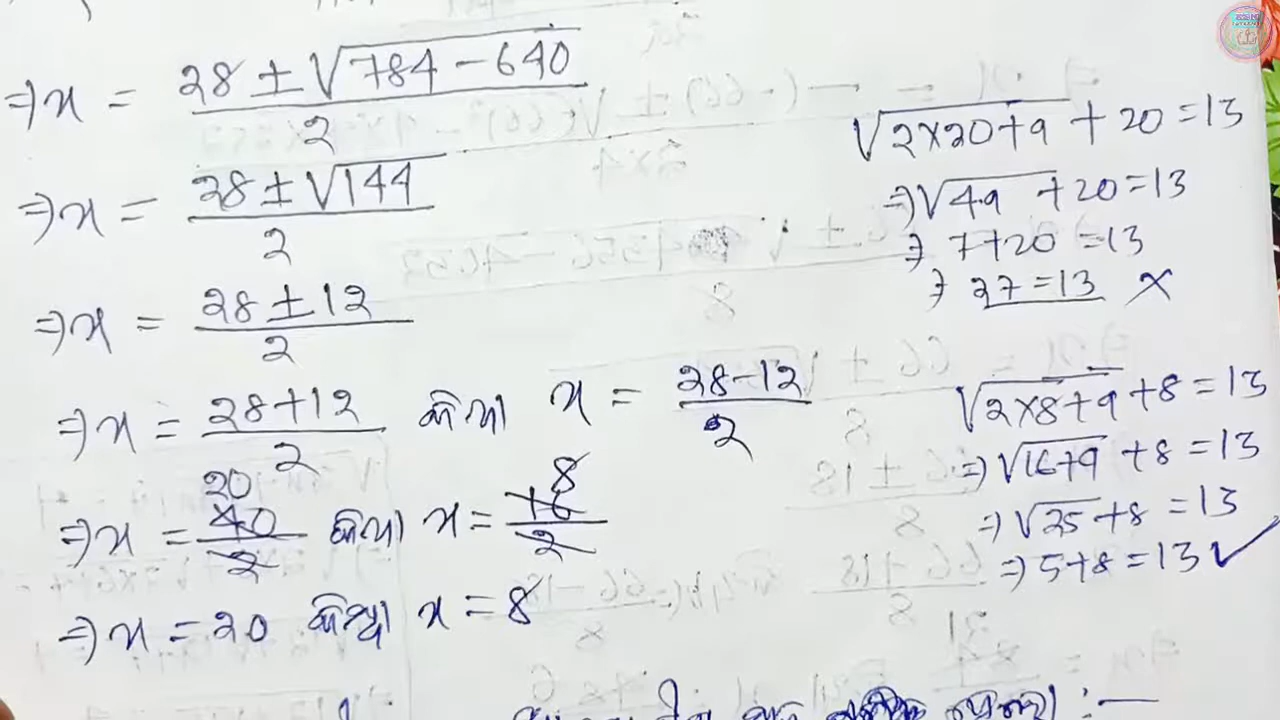 ⇒x = 28 ± √784 − 640 / 2
⇒x = 28 ± √144 / 2
⇒x = 28 ± 12 / 2
⇒x = 28+12 / 2 କିମ୍ବା x = 28−12 / 2
20 8
⇒x = 40 / 2 କିମ୍ବା x = 16 / 2
⇒x = 20 କିମ୍ବା x = 8
√2×20+9 + 20 = 13
⇒√49 + 20 = 13
⇒ 7+20 = 13
⇒ 27 = 13 ×
√2×8+9 + 8 = 13
⇒√16+9 + 8 = 13
⇒√25 + 8 = 13
⇒ 5+8 = 13 ✓